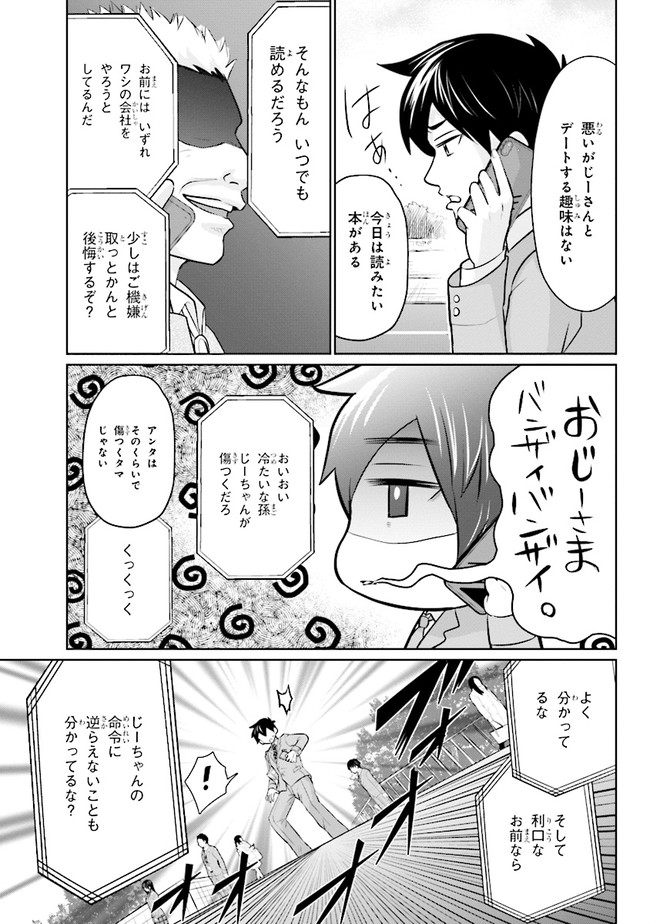 悪いがじーさんと
デートする趣味はない
はぁ…
今日は読みたい
本がある
そんなもん いつでも
読めるだろう
お前には いずれ
ワシの会社を
やろうと
してるんだ
少しはご機嫌
取っとかんと
後悔するぞ?
おじーさま
バンザイバンザイ。
おいおい
冷たいな孫
じーちゃんが
傷つくだろ
アンタは
そのくらいで
傷つくタマ
じゃない
くっくっく
よく
分かって
るな
そして
利口な
お前なら
!
じーちゃんの
命令に
逆らえないことも
分かってるな?